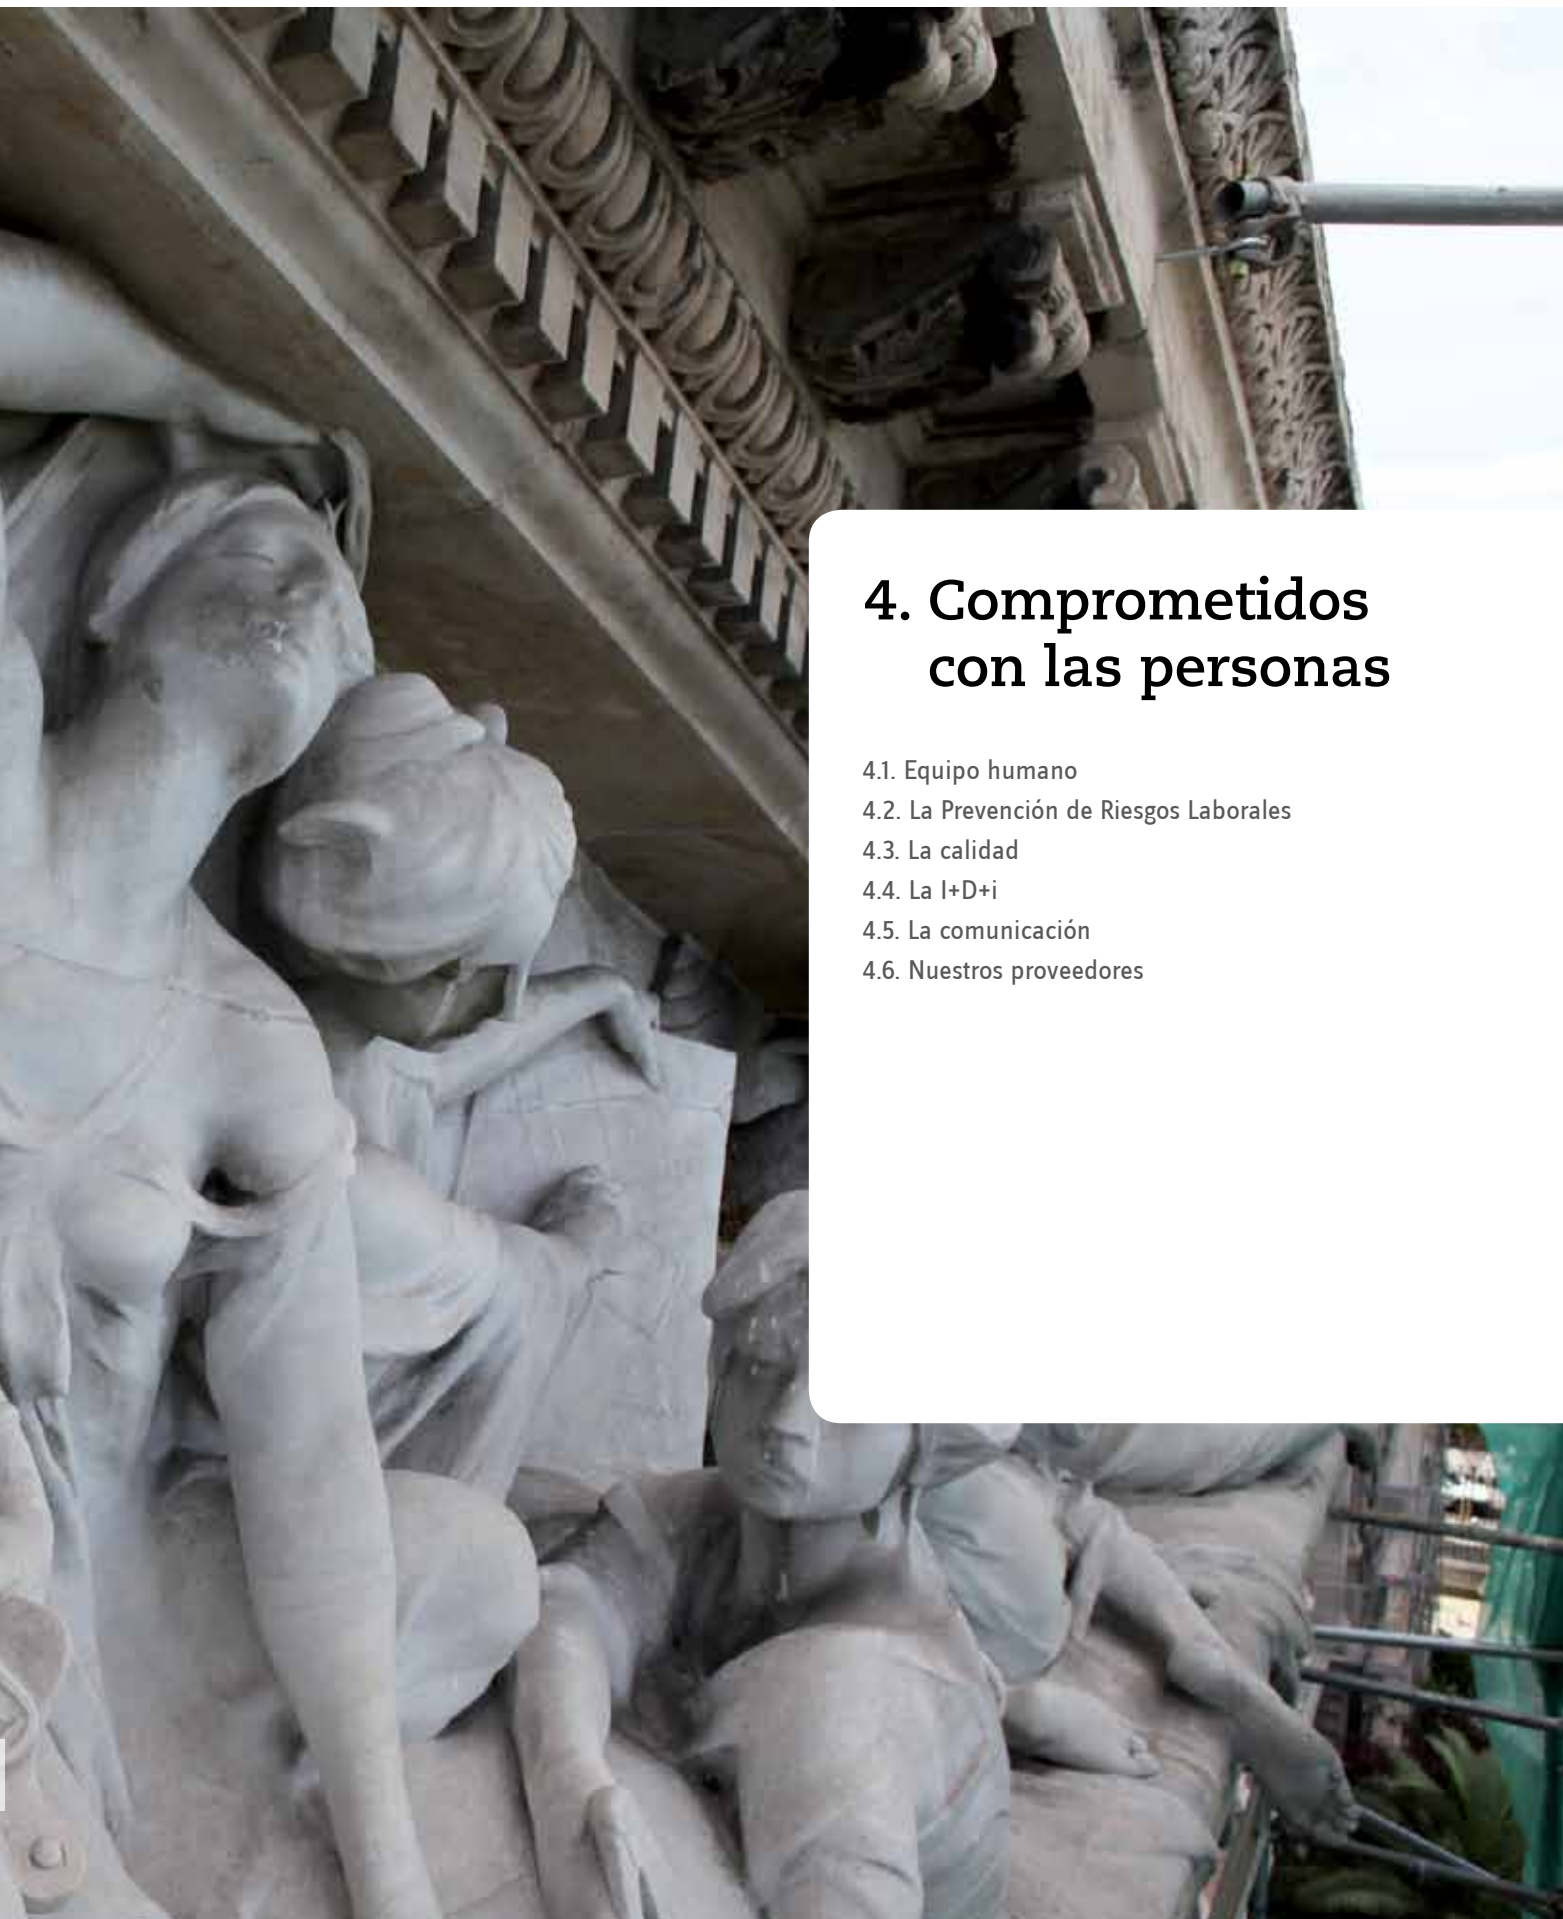 4. Comprometidos
con las personas
4.1. Equipo humano
4.2. La Prevención de Riesgos Laborales
4.3. La calidad
4.4. La I+D+i
4.5. La comunicación
4.6. Nuestros proveedores